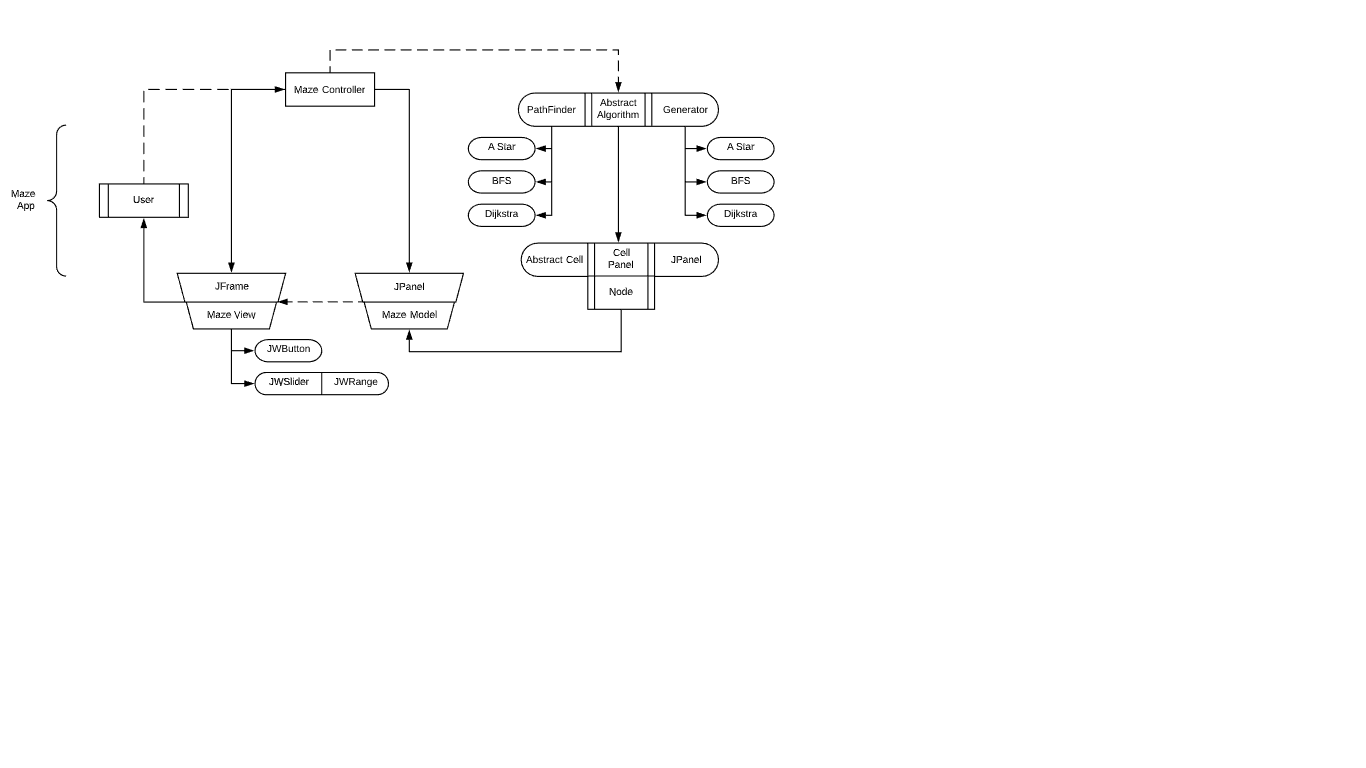 Maze Controller
PathFinder
Abstract
Algorithm
Generator
A Star
A Star
BFS
BFS
Dijkstra
Dijkstra
Maze
App
User
Abstract Cell
Cell
Panel
JPanel
Node
JFrame
JPanel
Maze View
Maze Model
JWButton
JWSlider
JWRange